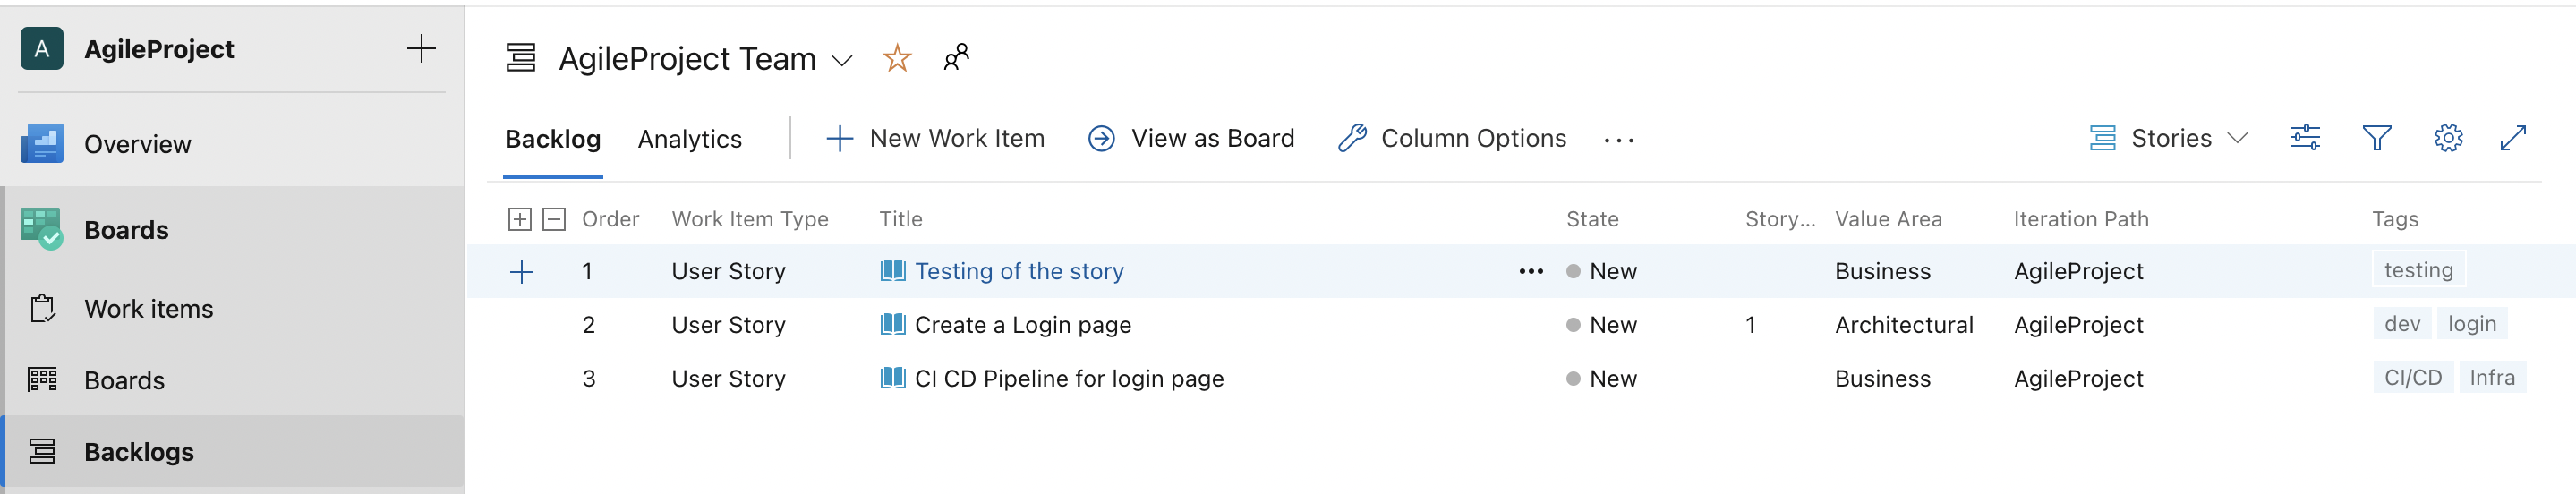 A AgileProject
Overview
Boards
Work items
Boards
Backlogs
AgileProject Team
Backlog Analytics New Work Item View as Board Column Options ... Stories
Order Work Item Type Title State Story... Value Area Iteration Path Tags
1 User Story Testing of the story ... New Business AgileProject testing
2 User Story Create a Login page New 1 Architectural AgileProject dev login
3 User Story CI CD Pipeline for login page New Business AgileProject CI/CD Infra